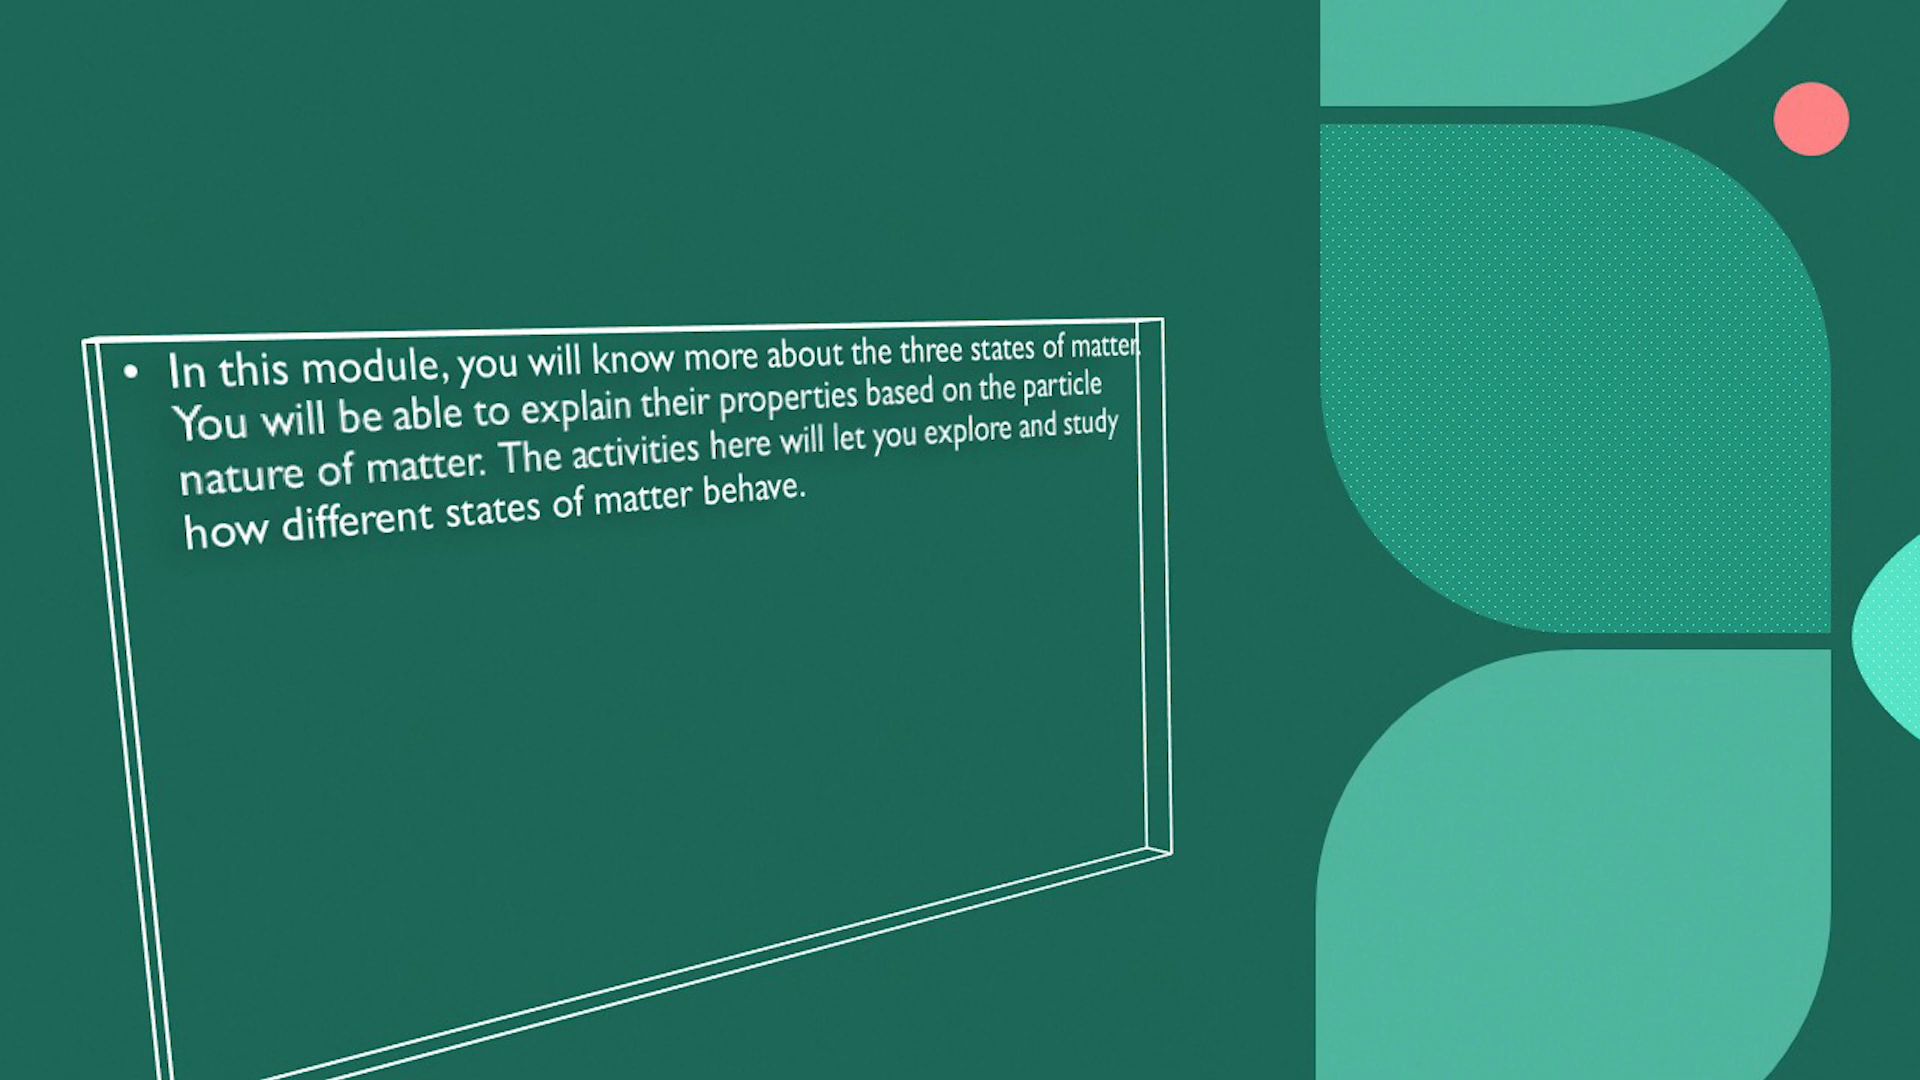 • In this module, you will know more about the three states of matter.
You will be able to explain their properties based on the particle
nature of matter. The activities here will let you explore and study
how different states of matter behave.